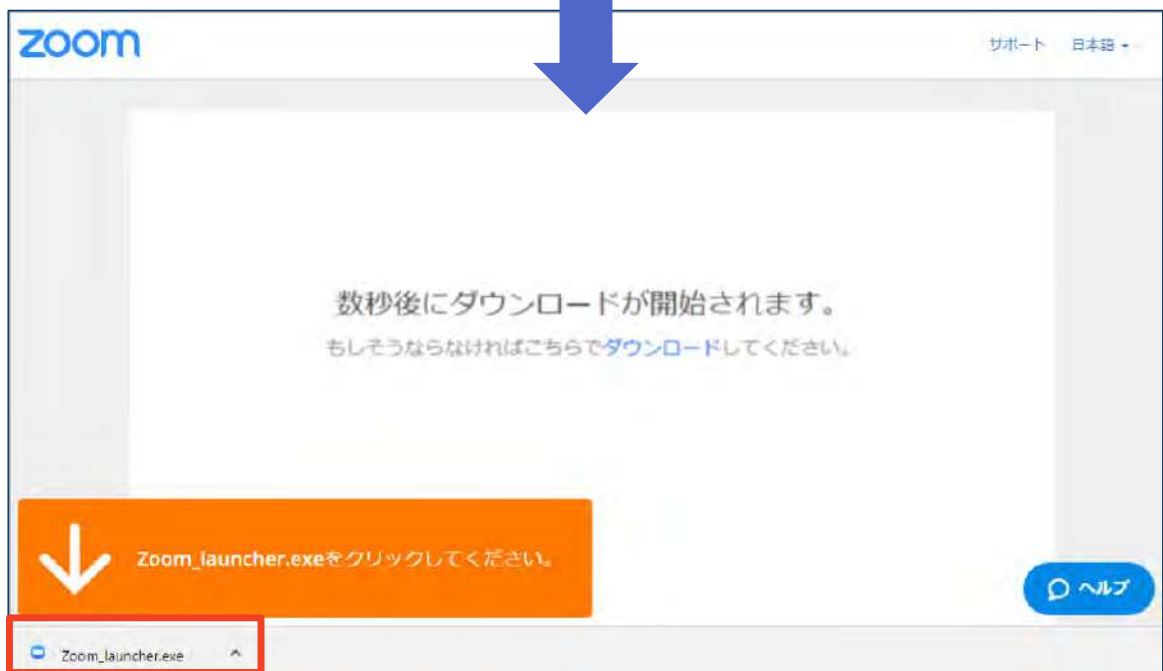 zoom
サポート 日本語
数秒後にダウンロードが開始されます。
もしそうならなければこちらでダウンロードしてください。
Zoom_launcher.exeをクリックしてください。
ヘルプ
Zoom_launcher.exe